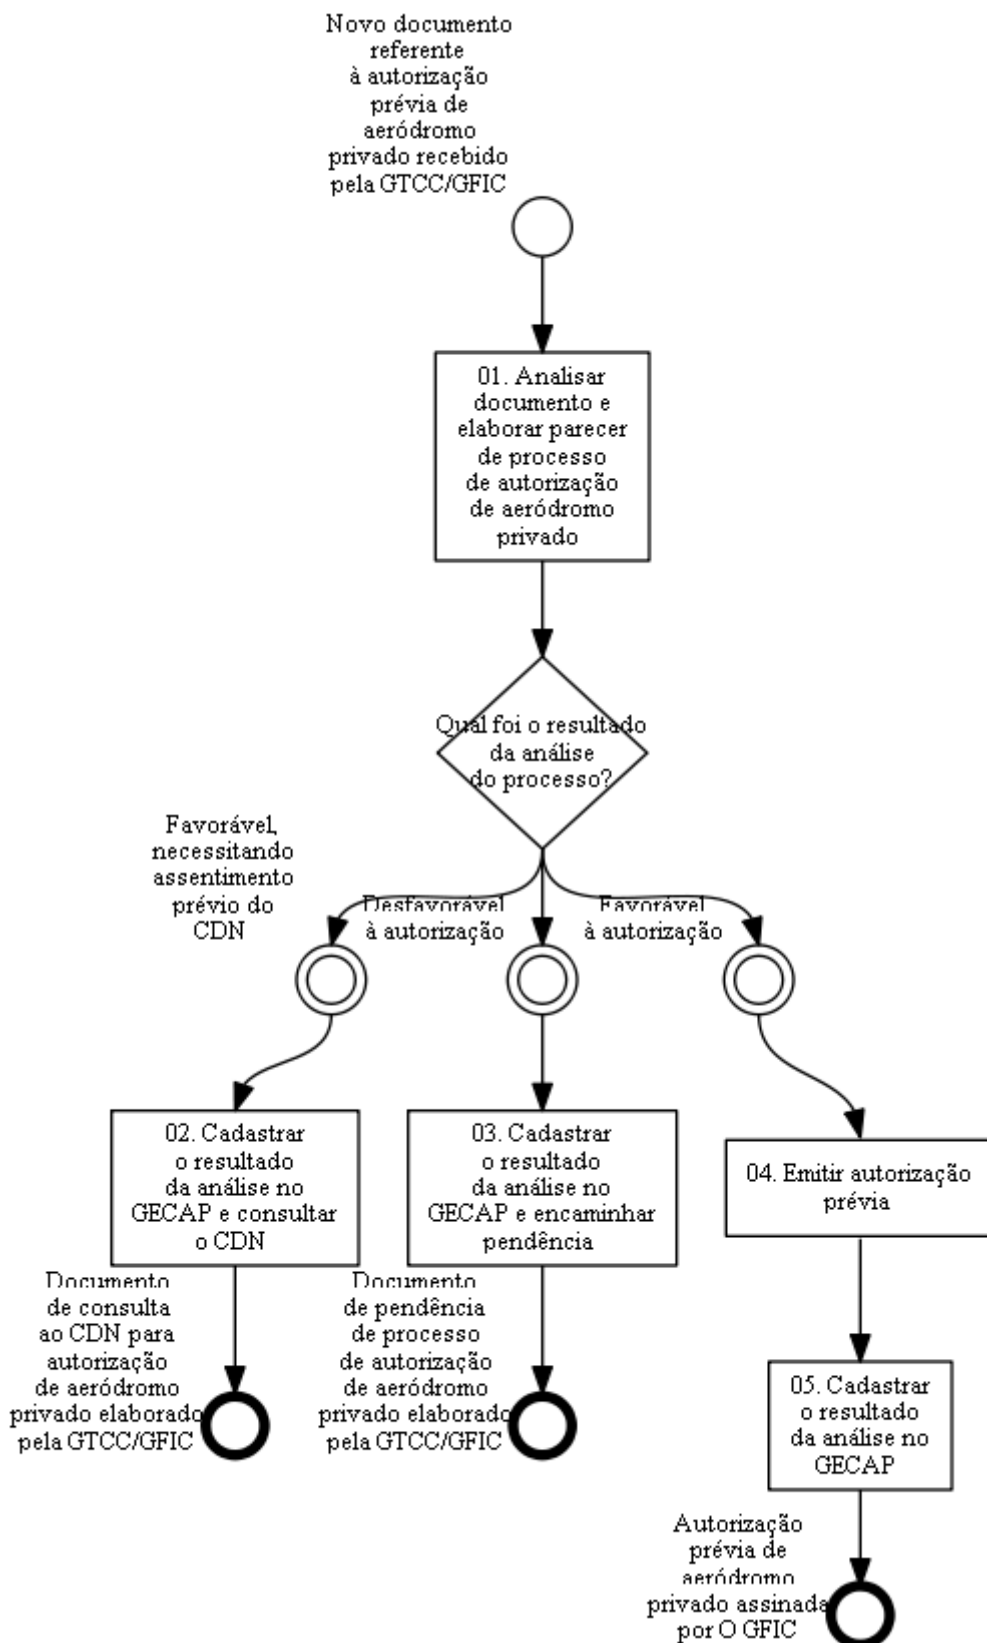 Novo documento
referente
à autorização
prévia de
aeródromo
privado recebido
pela GTCC/GFIC
01. Analisar
documento e
elaborar parecer
de processo
de autorização
de aeródromo
privado
Qual foi o resultado
da análise
do processo?
Favorável,
necessitando
assentimento
prévio do
CDN
Desfavorável
à autorização
Favorável
à autorização
02. Cadastrar
o resultado
da análise no
GECAP e consultar
o CDN
03. Cadastrar
o resultado
da análise no
GECAP e encaminhar
pendência
04. Emitir autorização
prévia
Documento
de consulta
ao CDN para
autorização
de aeródromo
privado elaborado
pela GTCC/GFIC
Documento
de pendência
de processo
de autorização
de aeródromo
privado elaborado
pela GTCC/GFIC
05. Cadastrar
o resultado
da análise no
GECAP
Autorização
prévia de
aeródromo
privado assinada
por O GFIC